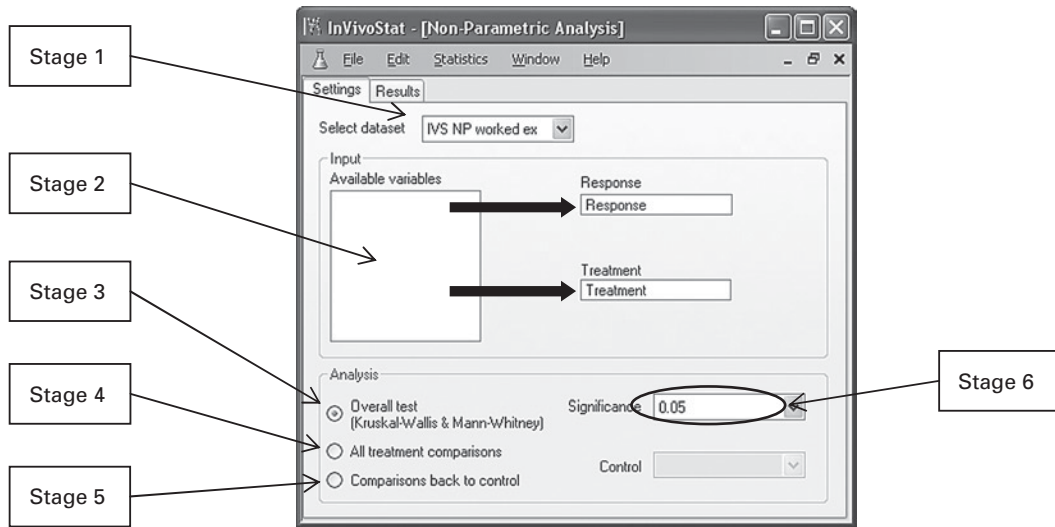 InVivoStat - [Non-Parametric Analysis]
File Edit Statistics Window Help
Settings Results
Stage 1
Select dataset IVS NP worked ex
Input
Available variables
Response
Response
Stage 2
Treatment
Treatment
Stage 3
Analysis
Overall test
(Kruskal-Wallis & Mann-Whitney)
Significance 0.05
Stage 6
Stage 4
All treatment comparisons
Control
Stage 5
Comparisons back to control